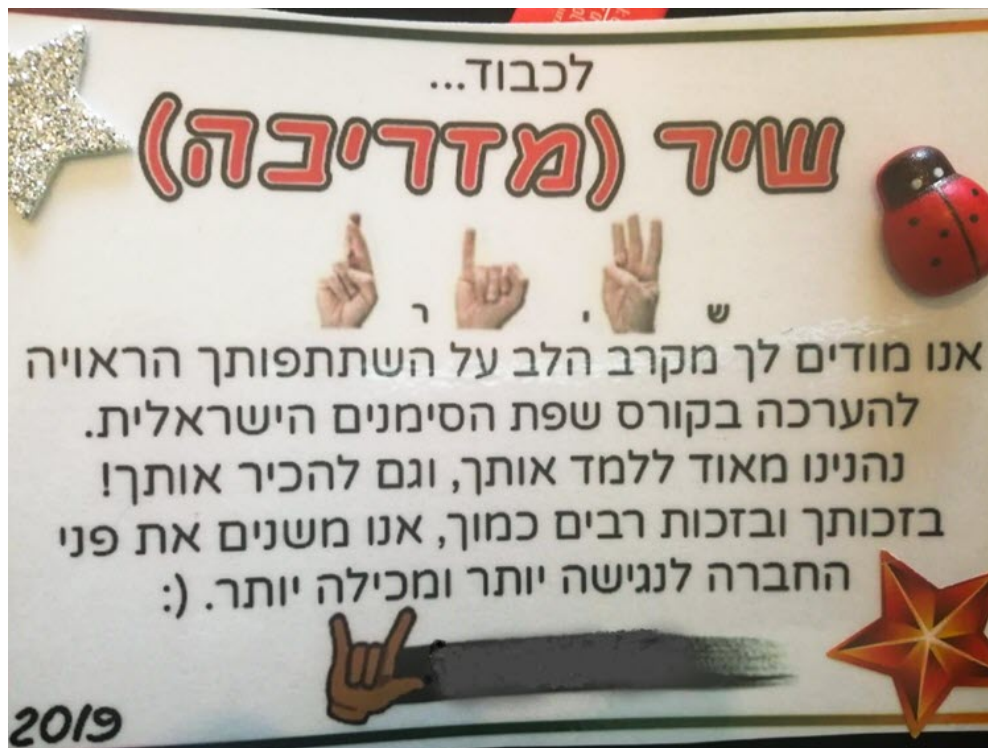 לכבוד...
שיר (מדריכה)
ש י ר
אנו מודים לך מקרב הלב על השתתפותך הראויה
להערכה בקורס שפת הסימנים הישראלית.
נהנינו מאוד ללמד אותך, וגם להכיר אותך!
בזכותך ובזכות רבים כמוך, אנו משנים את פני
החברה לנגישה יותר ומכילה יותר. (:
2019